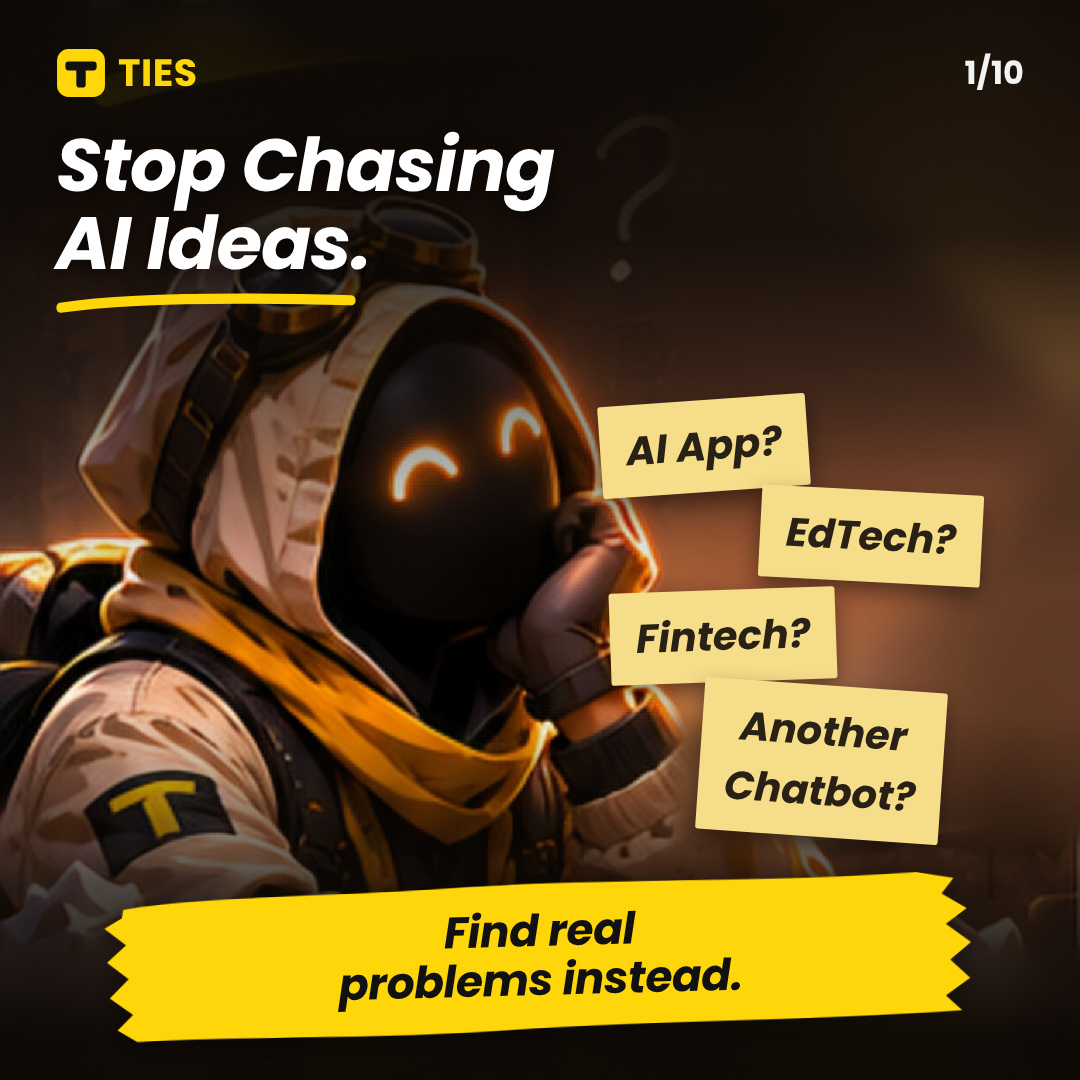 TIES
1/10
Stop Chasing
AI Ideas.
?
AI App?
EdTech?
Fintech?
Another
Chatbot?
T
Find real
problems instead.